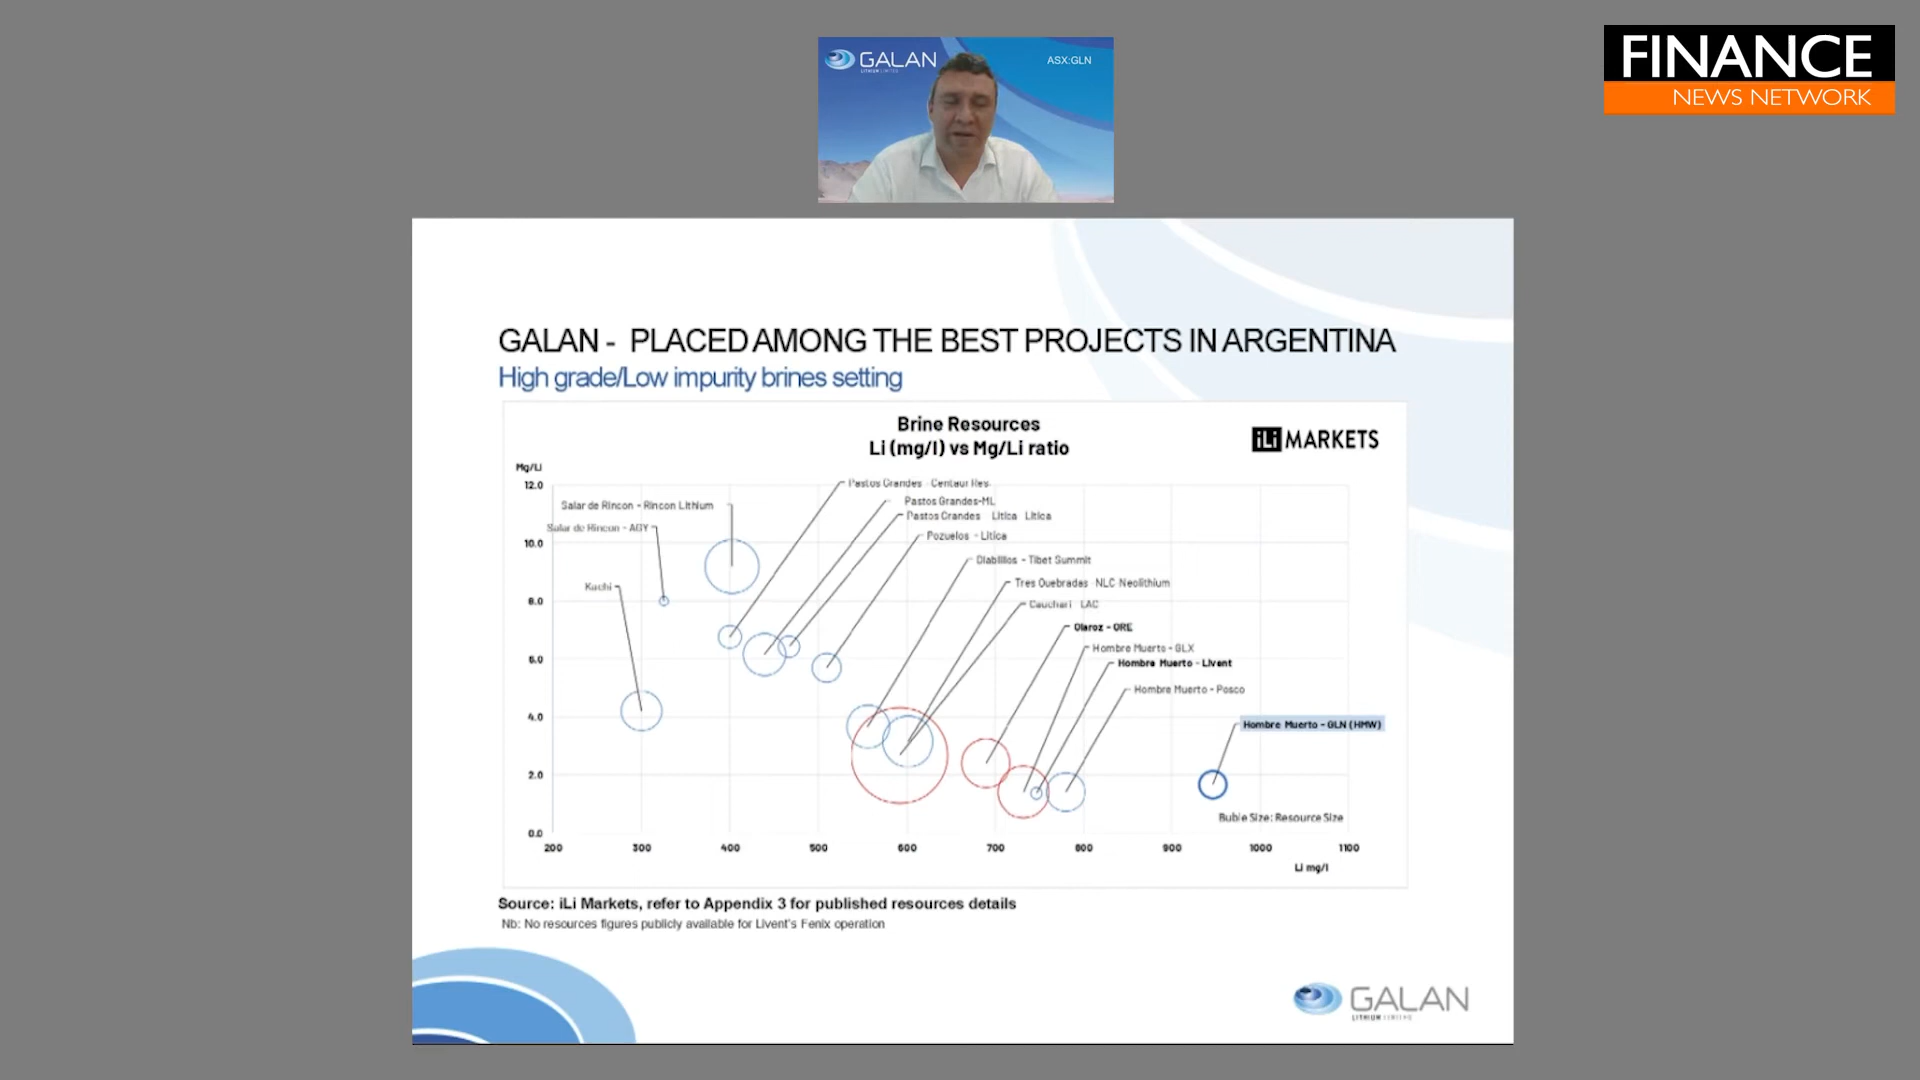 FINANCE
NEWS NETWORK
GALAN
LITHIUM LIMITED
ASX:GLN
GALAN - PLACED AMONG THE BEST PROJECTS IN ARGENTINA
High grade/Low impurity brines setting
Brine Resources
Li (mg/l) vs Mg/Li ratio
iLi MARKETS
Mg/Li
12.0
10.0
8.0
6.0
4.0
2.0
0.0
Pastos Grandes - Centaur Res.
Pastos Grandes-ML
Pastos Grandes Litica Litica
Pozuelos - Litica
Diablillos - Tibet Summit
Tres Quebradas NLC Neolithium
Cauchari LAC
Olaroz - ORE
Hombre Muerto - GLX
Hombre Muerto - Livent
Hombre Muerto - Posco
Hombre Muerto - GLN (HMW)
Salar de Rincon - Rincon Lithium
Salar de Rincon - AGY
Kachi
Buble Size: Resource Size
200 300 400 500 600 700 800 900 1000 1100
Li mg/l
Source: iLi Markets, refer to Appendix 3 for published resources details
Nb: No resources figures publicly available for Livent's Fenix operation
GALAN
LITHIUM LIMITED